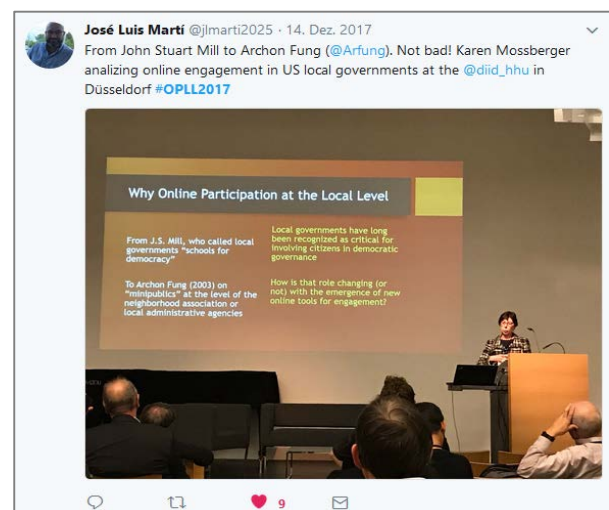 José Luis Martí @jlmarti2025 · 14. Dez. 2017
From John Stuart Mill to Archon Fung (@Arfung). Not bad! Karen Mossberger
analizing online engagement in US local governments at the @diid_hhu in
Düsseldorf #OPLL2017
Why Online Participation at the Local Level
From J.S. Mill, who called local
governments "schools for
democracy"
To Archon Fung (2003) on
"minipublics" at the level of the
neighborhood association or
local administrative agencies
Local governments have long
been recognized as critical for
involving citizens in democratic
governance
How is that role changing (or
not) with the emergence of new
online tools for engagement?
9